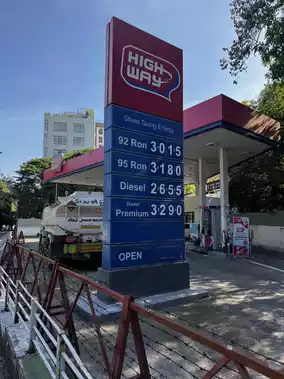 HIGH
WAY
Shwe Taung Energy
92 Ron 3015
95 Ron 3180
Diesel 2655
Diesel
Premium 3290
OPEN